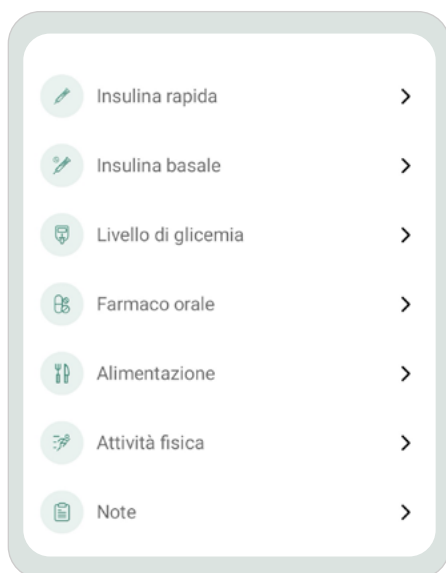 Insulina rapida
Insulina basale
Livello di glicemia
Farmaco orale
Alimentazione
Attività fisica
Note